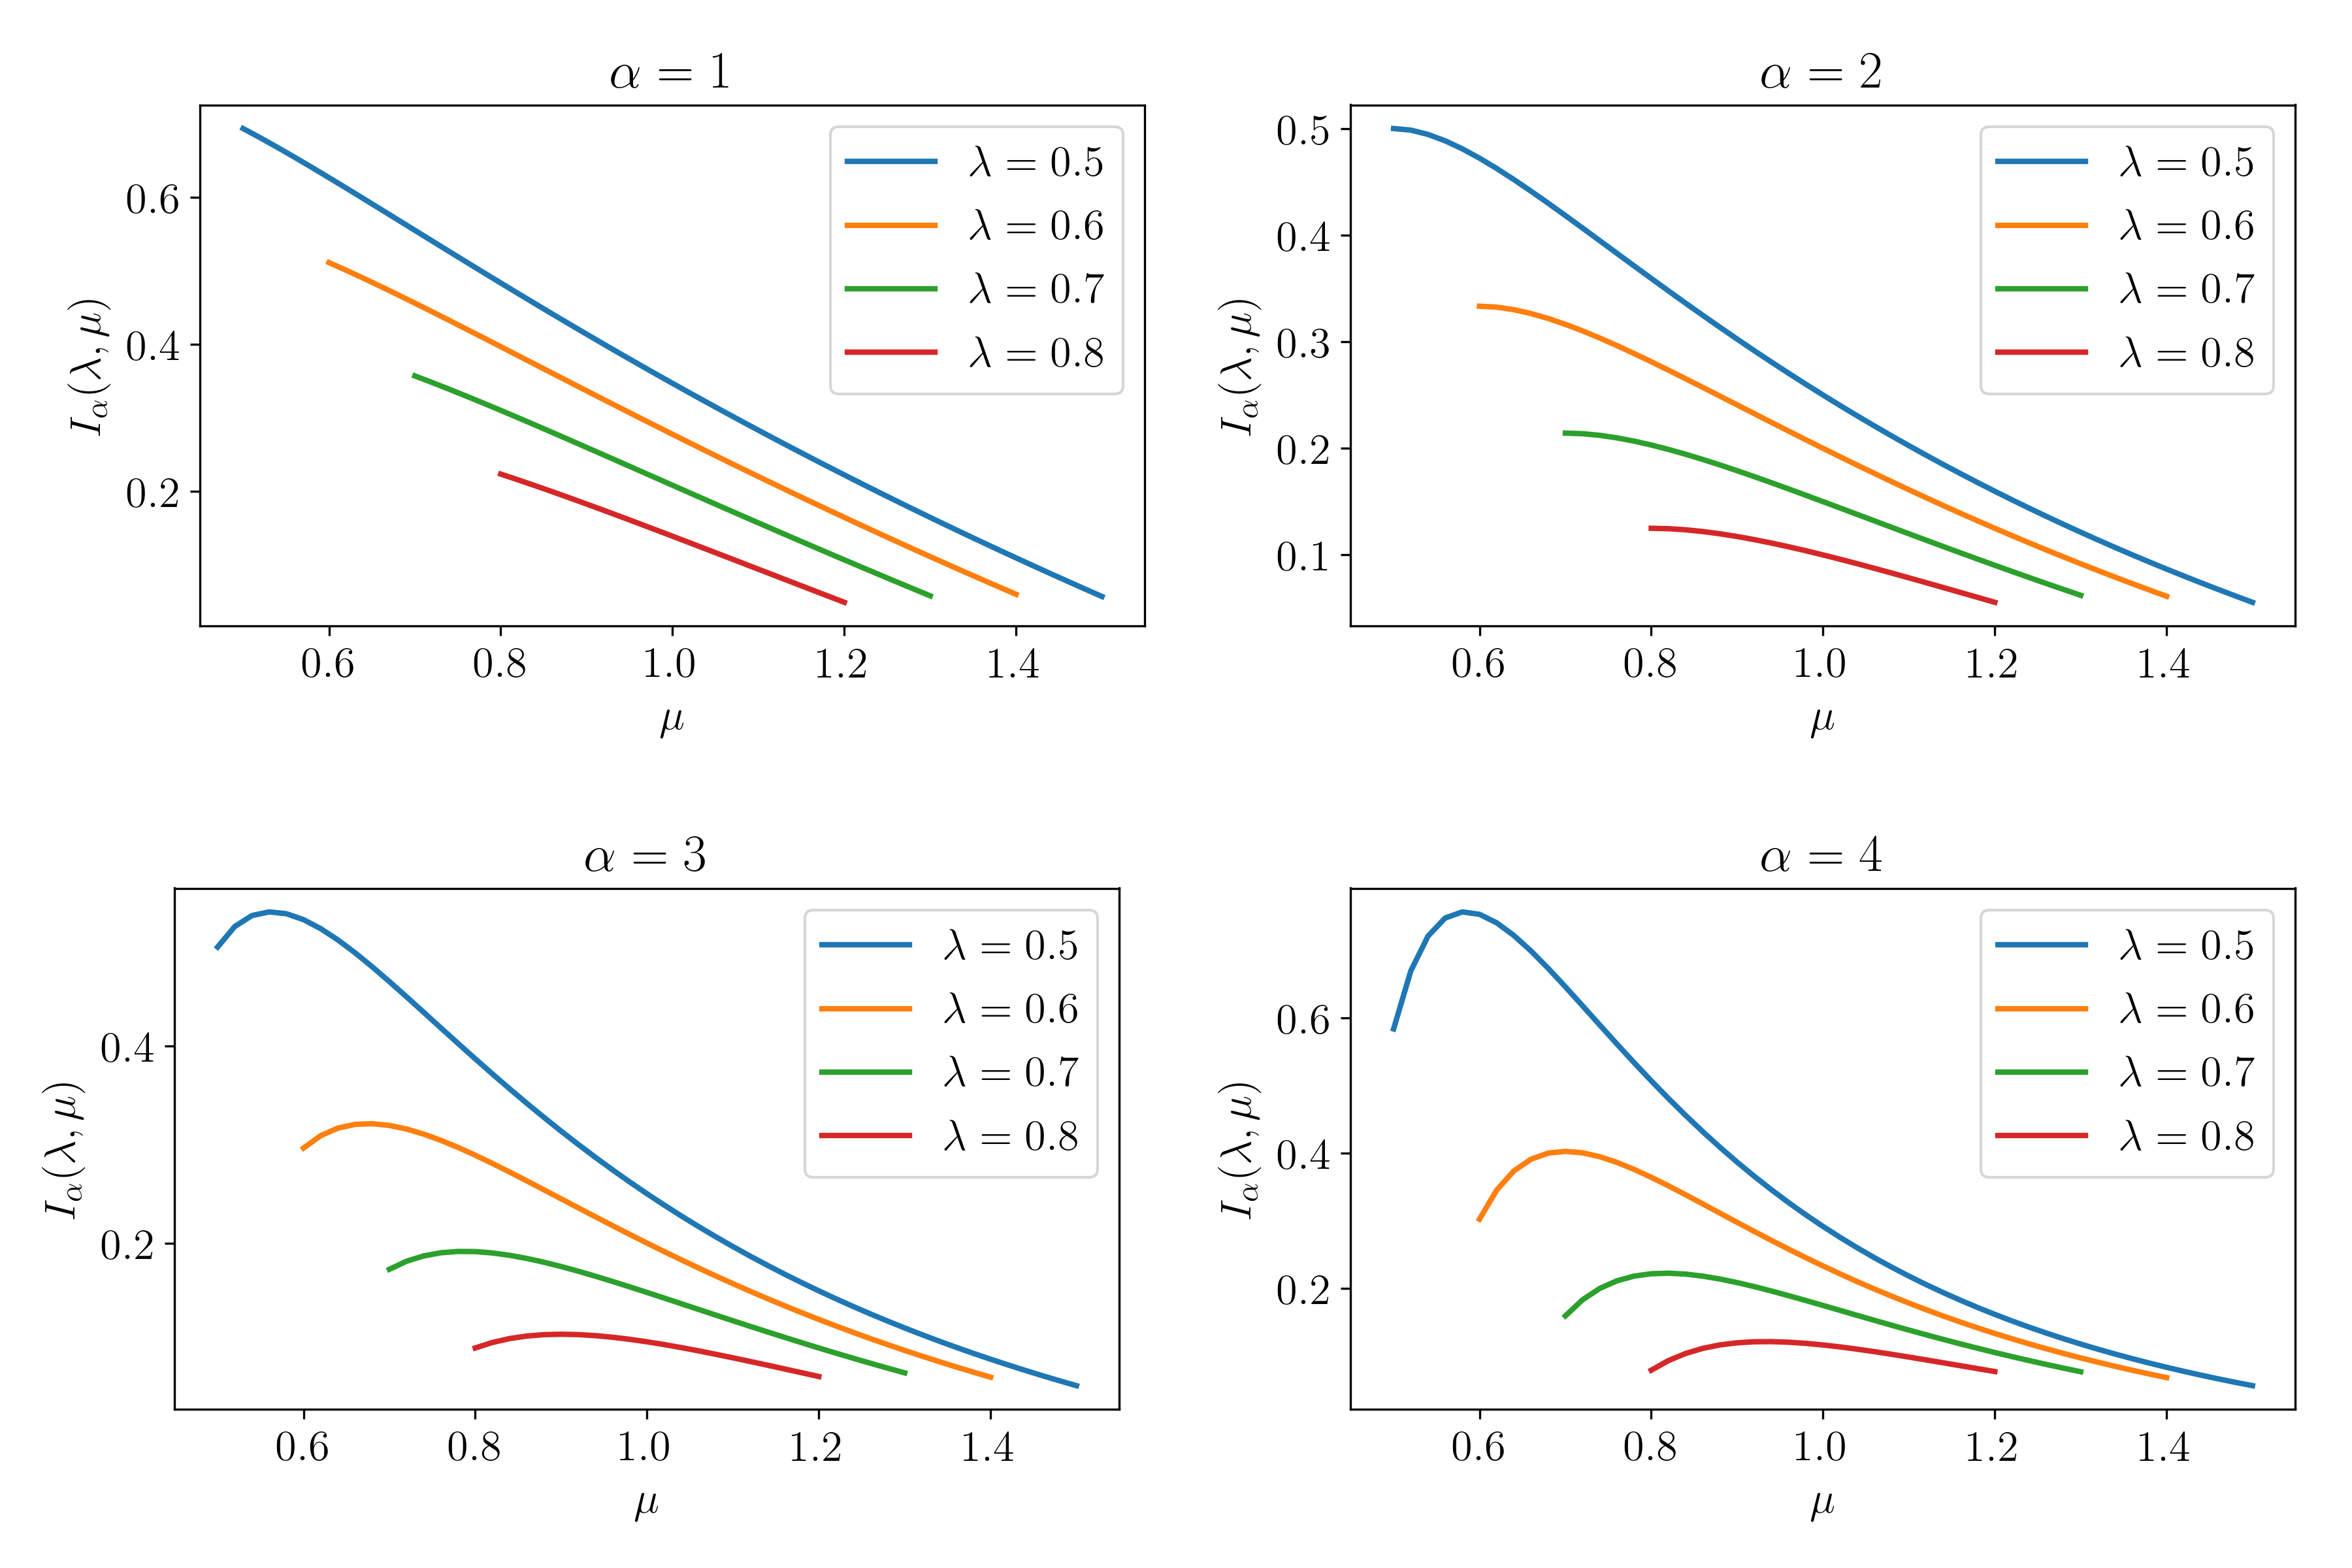 α = 1
I_α(λ, μ)
0.6
0.4
0.2
λ = 0.5
λ = 0.6
λ = 0.7
λ = 0.8
0.6 0.8 1.0 1.2 1.4
μ
α = 2
I_α(λ, μ)
0.5
0.4
0.3
0.2
0.1
λ = 0.5
λ = 0.6
λ = 0.7
λ = 0.8
0.6 0.8 1.0 1.2 1.4
μ
α = 3
I_α(λ, μ)
0.4
0.2
λ = 0.5
λ = 0.6
λ = 0.7
λ = 0.8
0.6 0.8 1.0 1.2 1.4
μ
α = 4
I_α(λ, μ)
0.6
0.4
0.2
λ = 0.5
λ = 0.6
λ = 0.7
λ = 0.8
0.6 0.8 1.0 1.2 1.4
μ